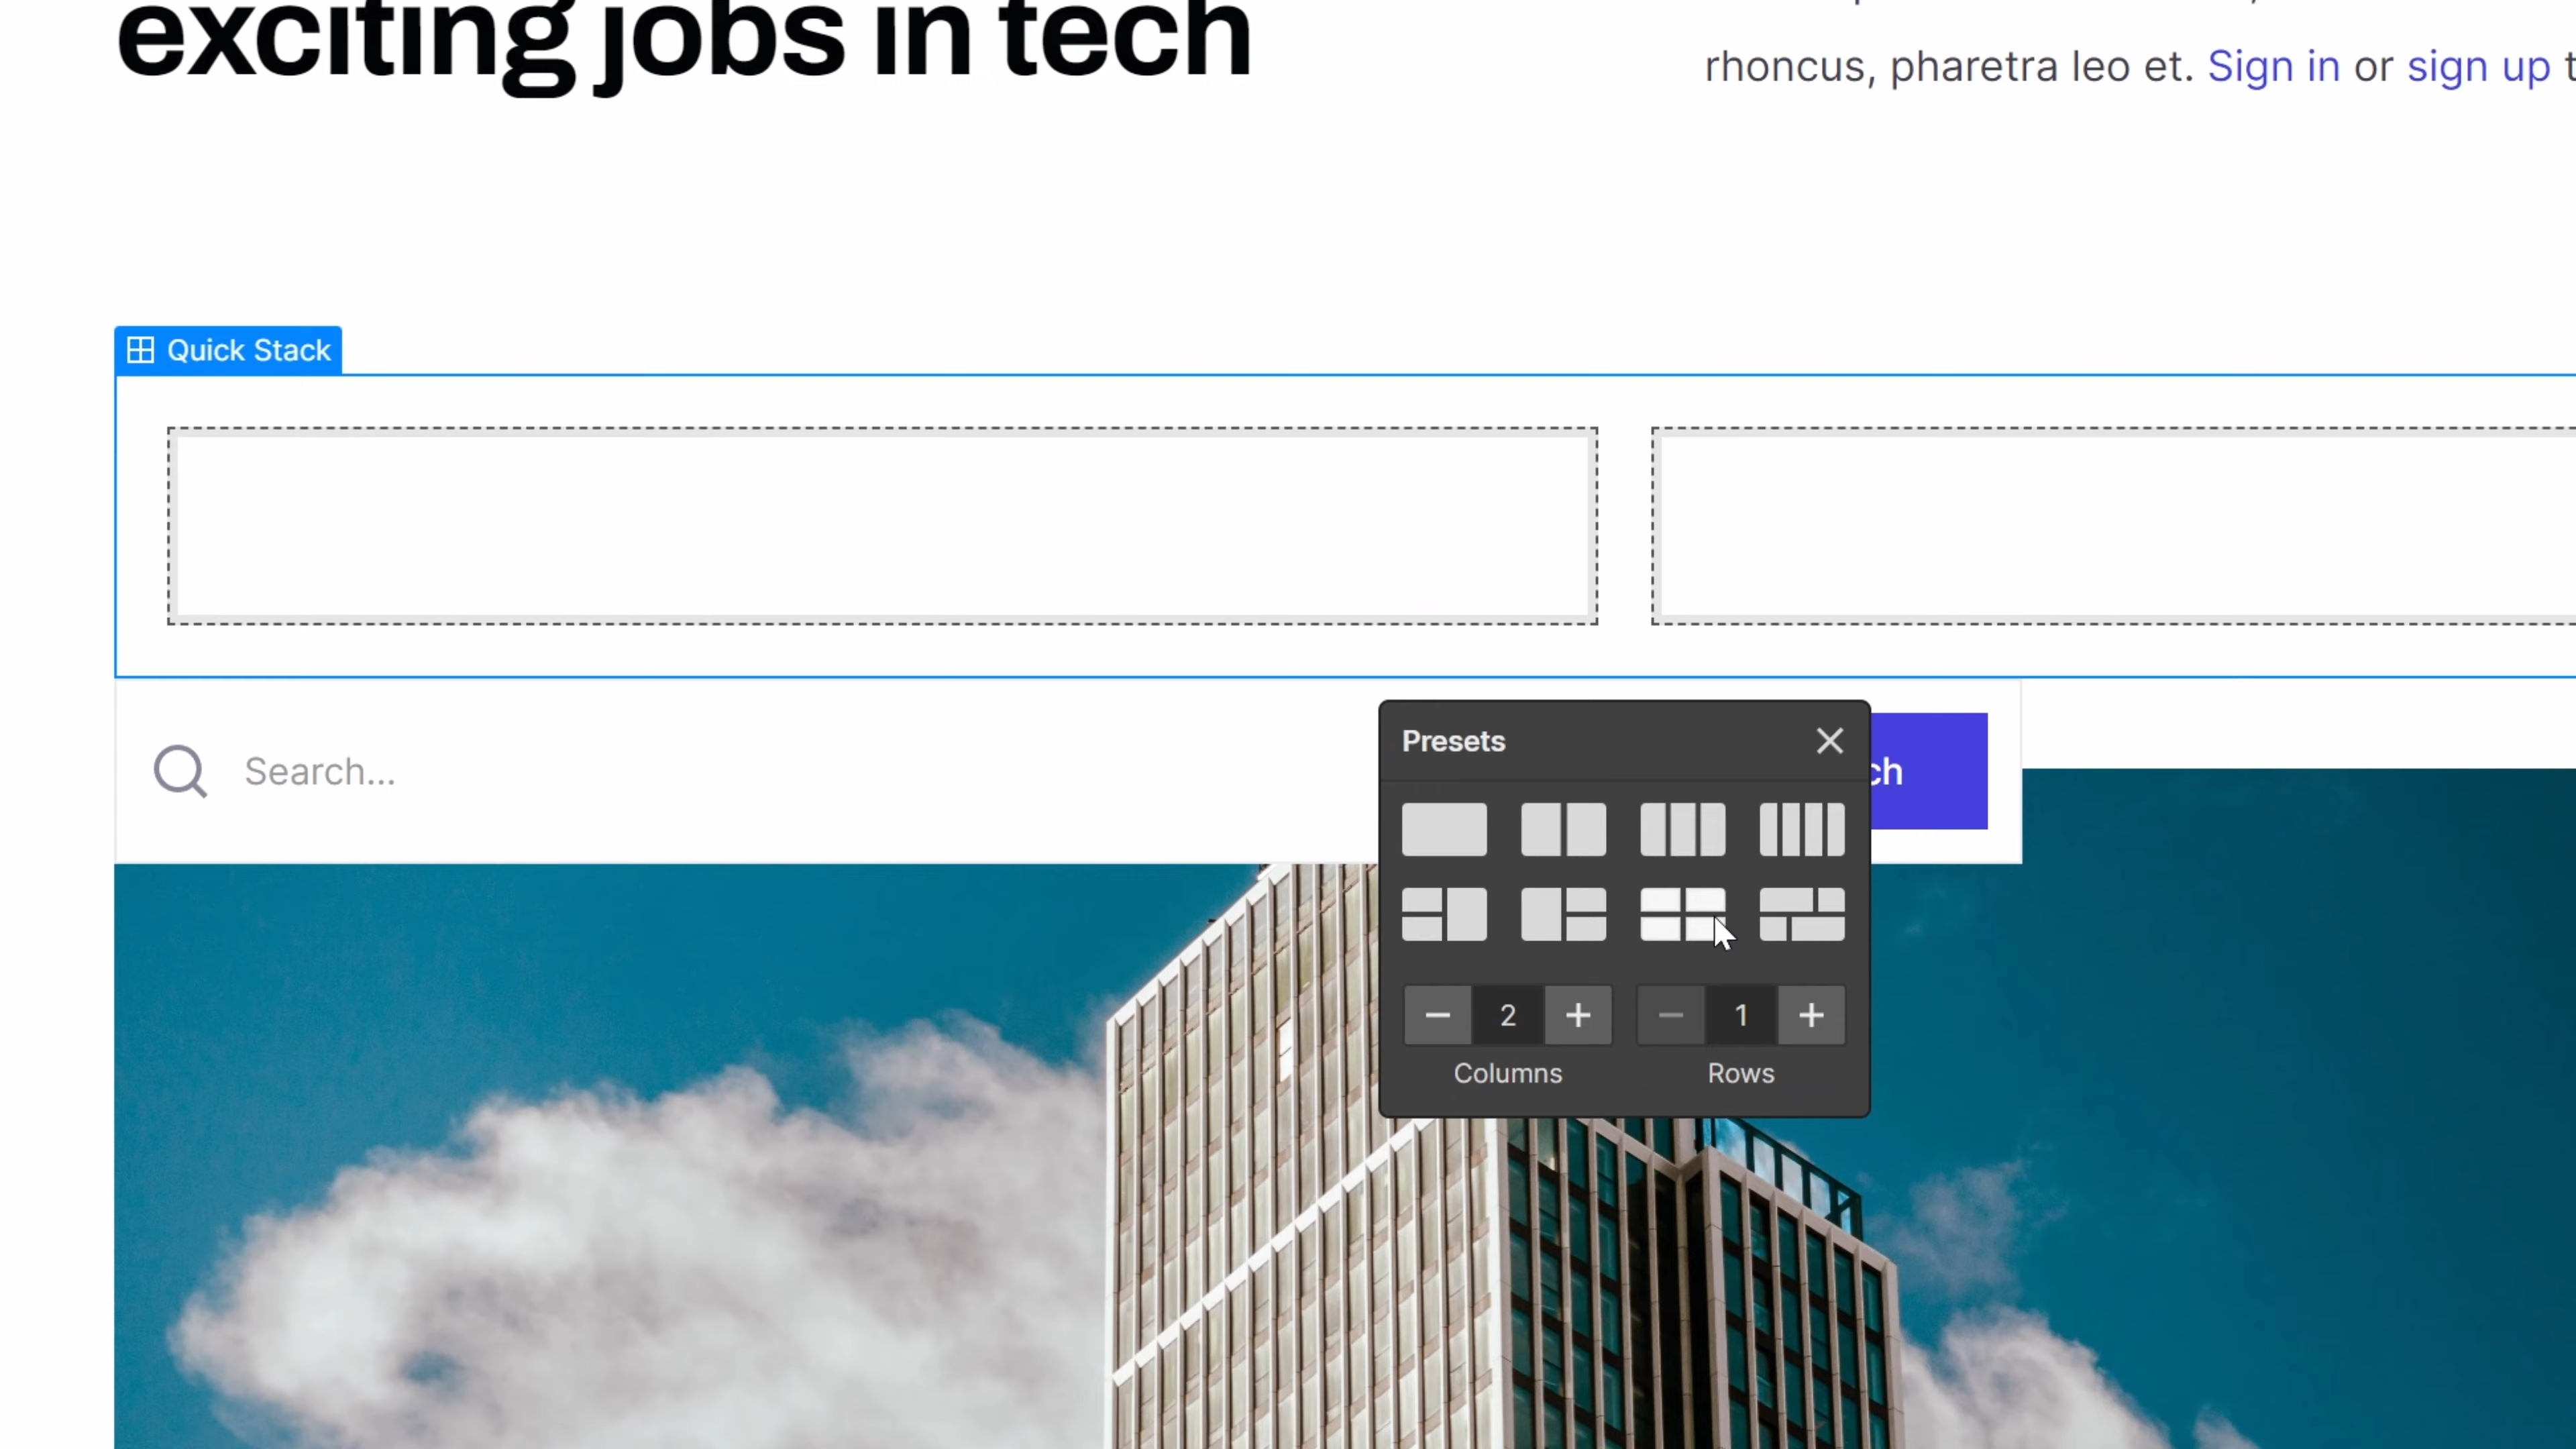 exciting jobs in tech
rhoncus, pharetra leo et. Sign in or sign up
Quick Stack
Search...
Presets
2
1
Columns
Rows